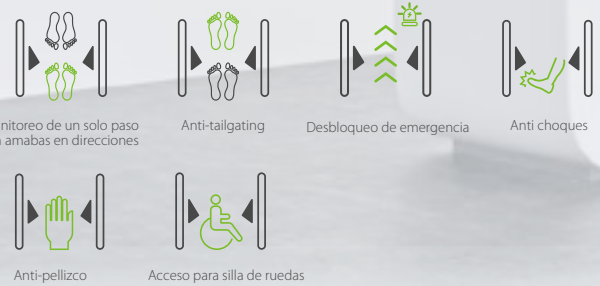 nitoreo de un solo paso
amabas en direcciones
Anti-tailgating
Desbloqueo de emergencia
Anti choques
Anti-pellizco
Acceso para silla de ruedas